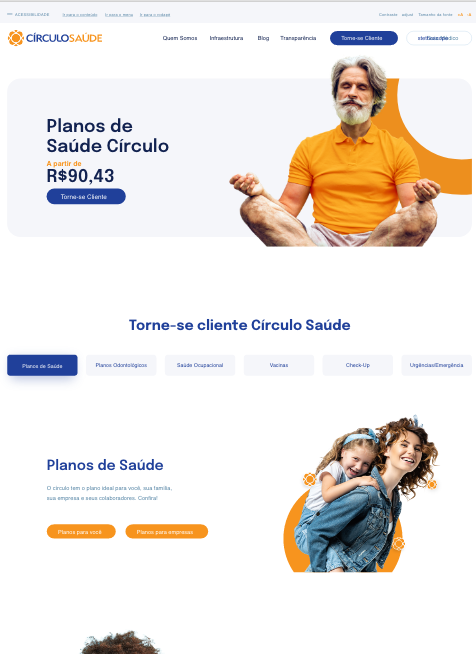 ACESSIBILIDADE
Ir para o conteúdo
Ir para o menu
Ir para o rodapé
Contraste
Tamanho da fonte
+A
-A
CÍRCULOSAÚDE
Quem Somos
Infraestrutura
Blog
Transparência
Torne-se Cliente
Planos de
Saúde Círculo
A partir de
R$90,43
Torne-se Cliente
Torne-se cliente Círculo Saúde
Planos de Saúde
Planos Odontológicos
Saúde Ocupacional
Vacinas
Check-Up
Urgências/Emergência
Planos de Saúde
O círculo tem o plano ideal para você, sua família,
sua empresa e seus colaboradores. Confira!
Planos para você
Planos para empresas